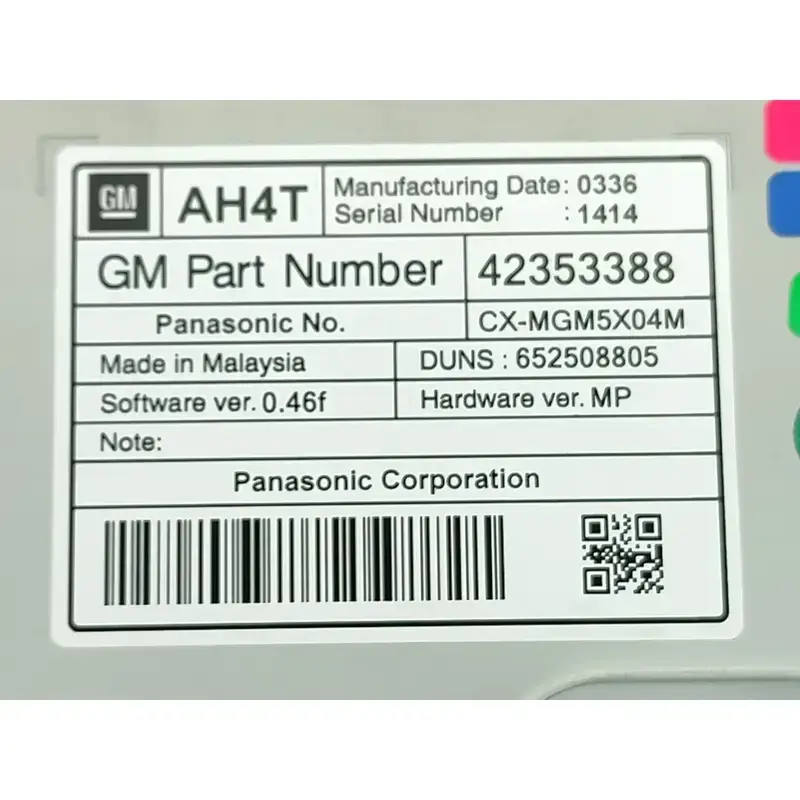 GM
AH4T
Manufacturing Date: 0336
Serial Number : 1414
GM Part Number 42353388
Panasonic No. CX-MGM5X04M
Made in Malaysia DUNS : 652508805
Software ver. 0.46f Hardware ver. MP
Note:
Panasonic Corporation